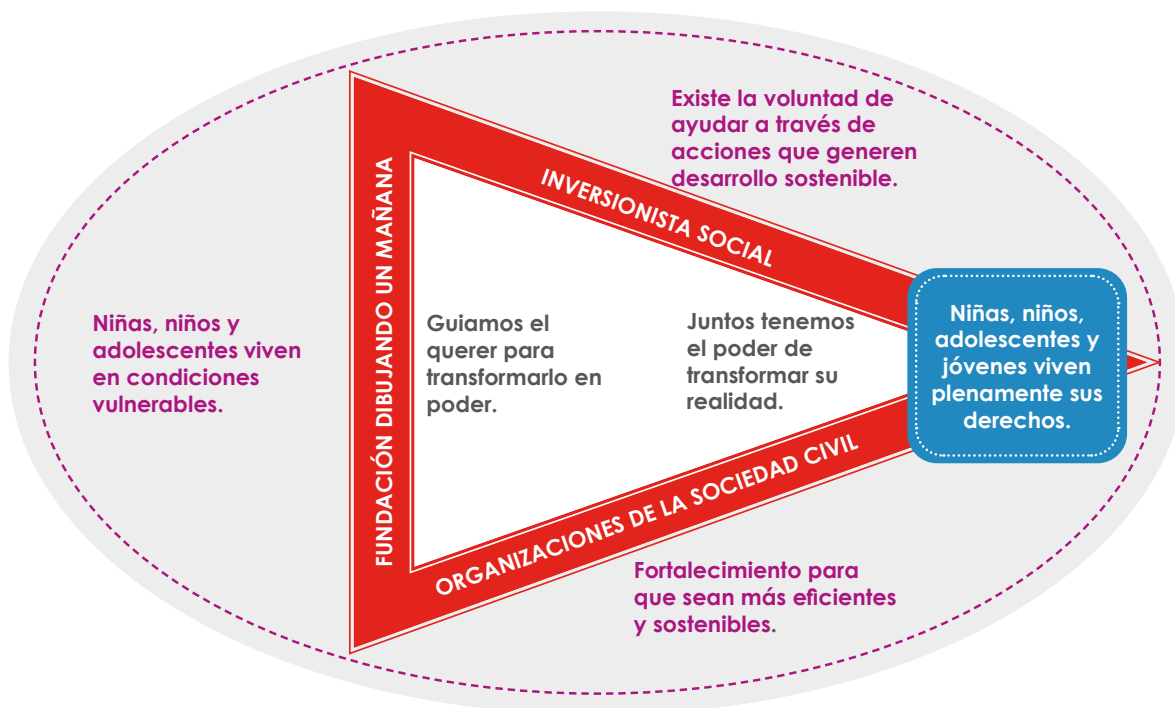 Existe la voluntad de
ayudar a través de
acciones que generen
desarrollo sostenible.
INVERSIONISTA SOCIAL
FUNDACIÓN DIBUJANDO UN MAÑANA
Niñas, niños y
adolescentes viven
en condiciones
vulnerables.
Guiamos el
querer para
transformarlo en
poder.
Juntos tenemos
el poder de
transformar su
realidad.
Niñas, niños,
adolescentes y
jóvenes viven
plenamente sus
derechos.
ORGANIZACIONES DE LA SOCIEDAD CIVIL
Fortalecimiento para
que sean más eficientes
y sostenibles.